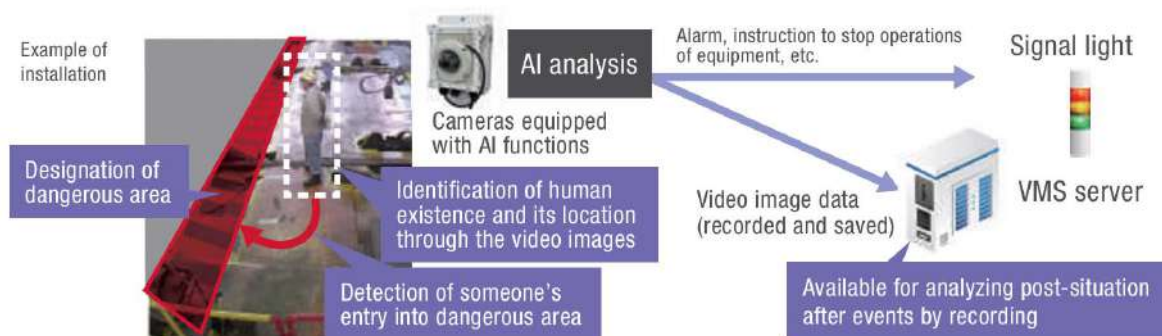 Example of
installation
Designation of
dangerous area
Identification of human
existence and its location
through the video images
Detection of someone's
entry into dangerous area
AI analysis
Cameras equipped
with AI functions
Alarm, instruction to stop operations
of equipment, etc.
Signal light
Video image data
(recorded and saved)
VMS server
Available for analyzing post-situation
after events by recording